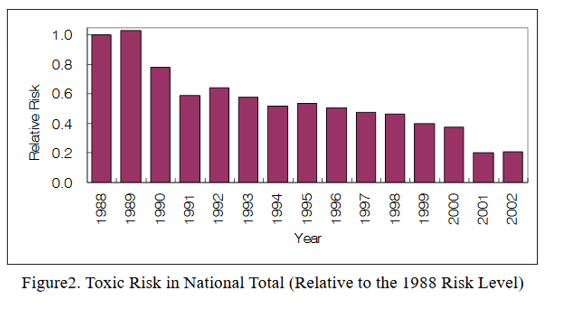 1.0
0.8
0.6
0.4
0.2
0.0
Relative Risk
1988 1989 1990 1991 1992 1993 1994 1995 1996 1997 1998 1999 2000 2001 2002
Year
Figure2. Toxic Risk in National Total (Relative to the 1988 Risk Level)